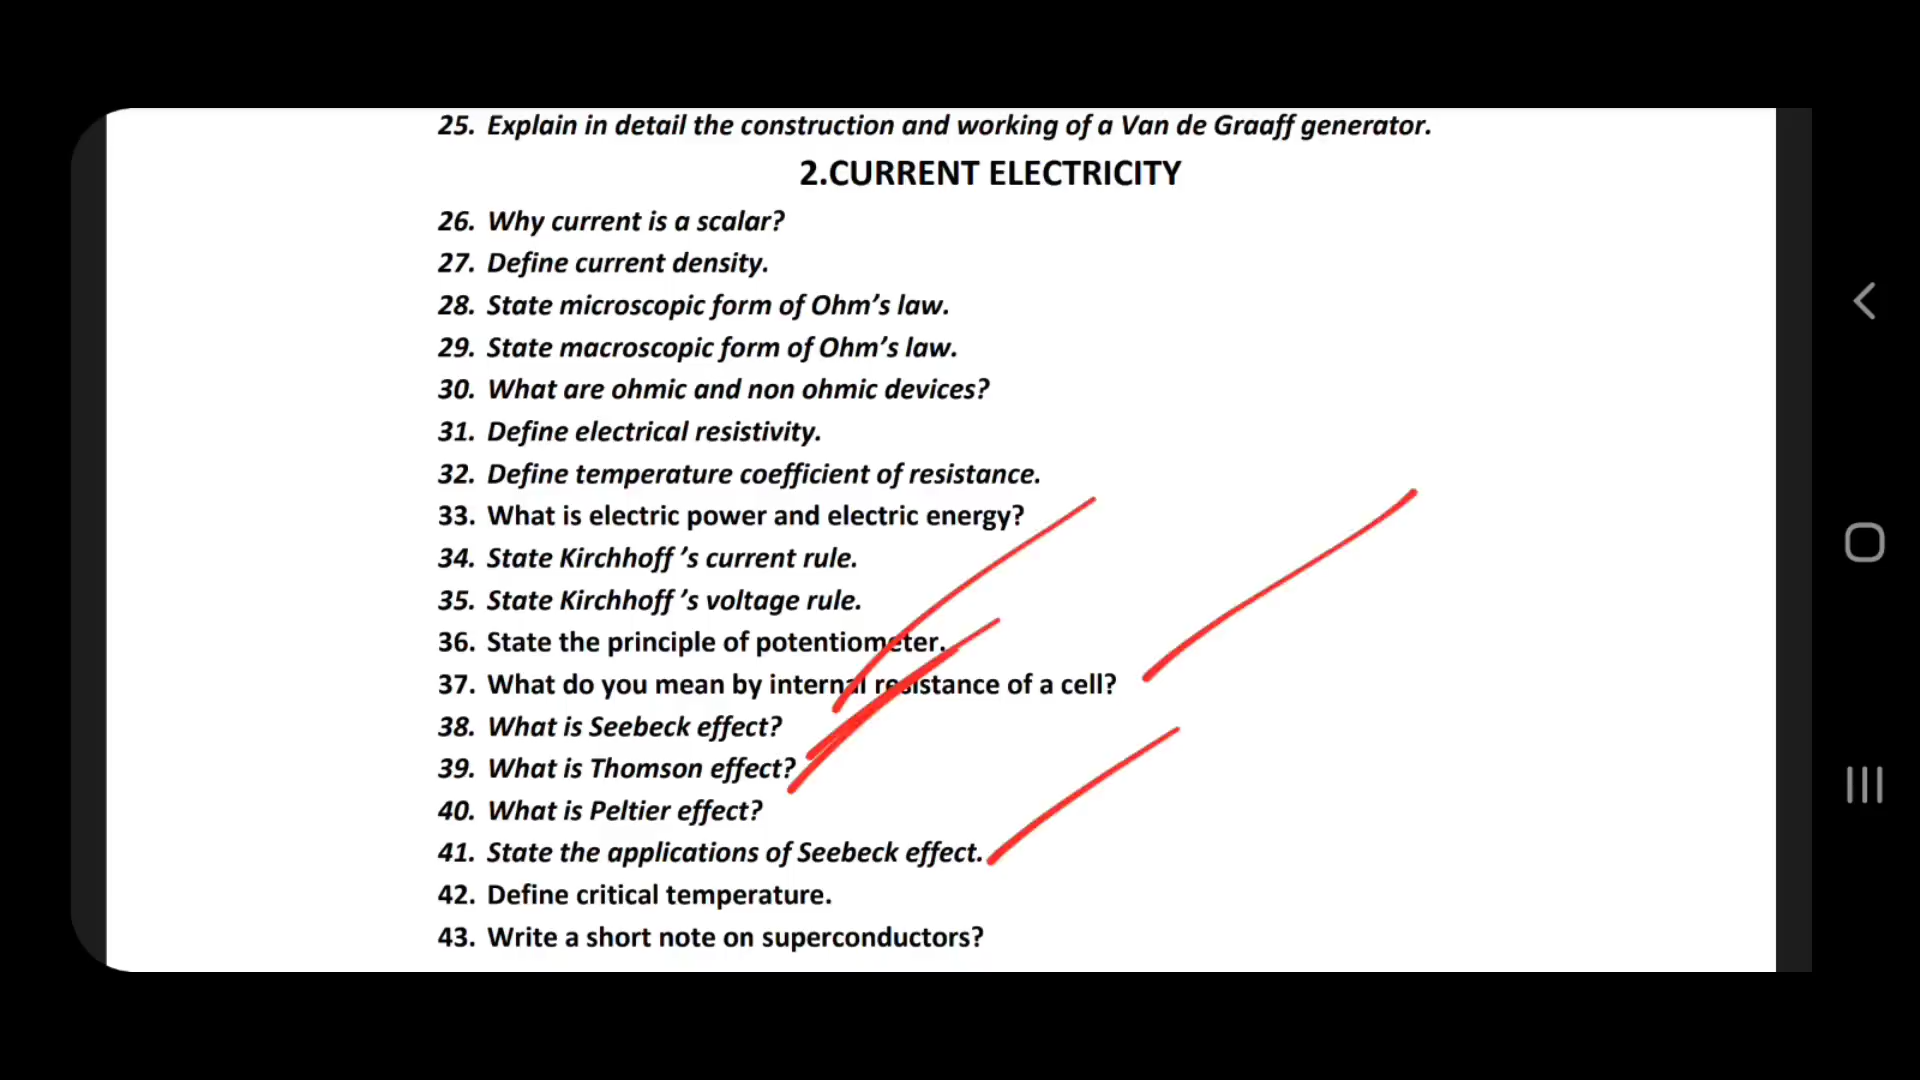 25. Explain in detail the construction and working of a Van de Graaff generator.
2.CURRENT ELECTRICITY
26. Why current is a scalar?
27. Define current density.
28. State microscopic form of Ohm’s law.
29. State macroscopic form of Ohm’s law.
30. What are ohmic and non ohmic devices?
31. Define electrical resistivity.
32. Define temperature coefficient of resistance.
33. What is electric power and electric energy?
34. State Kirchhoff ’s current rule.
35. State Kirchhoff ’s voltage rule.
36. State the principle of potentiometer.
37. What do you mean by internal resistance of a cell?
38. What is Seebeck effect?
39. What is Thomson effect?
40. What is Peltier effect?
41. State the applications of Seebeck effect.
42. Define critical temperature.
43. Write a short note on superconductors?